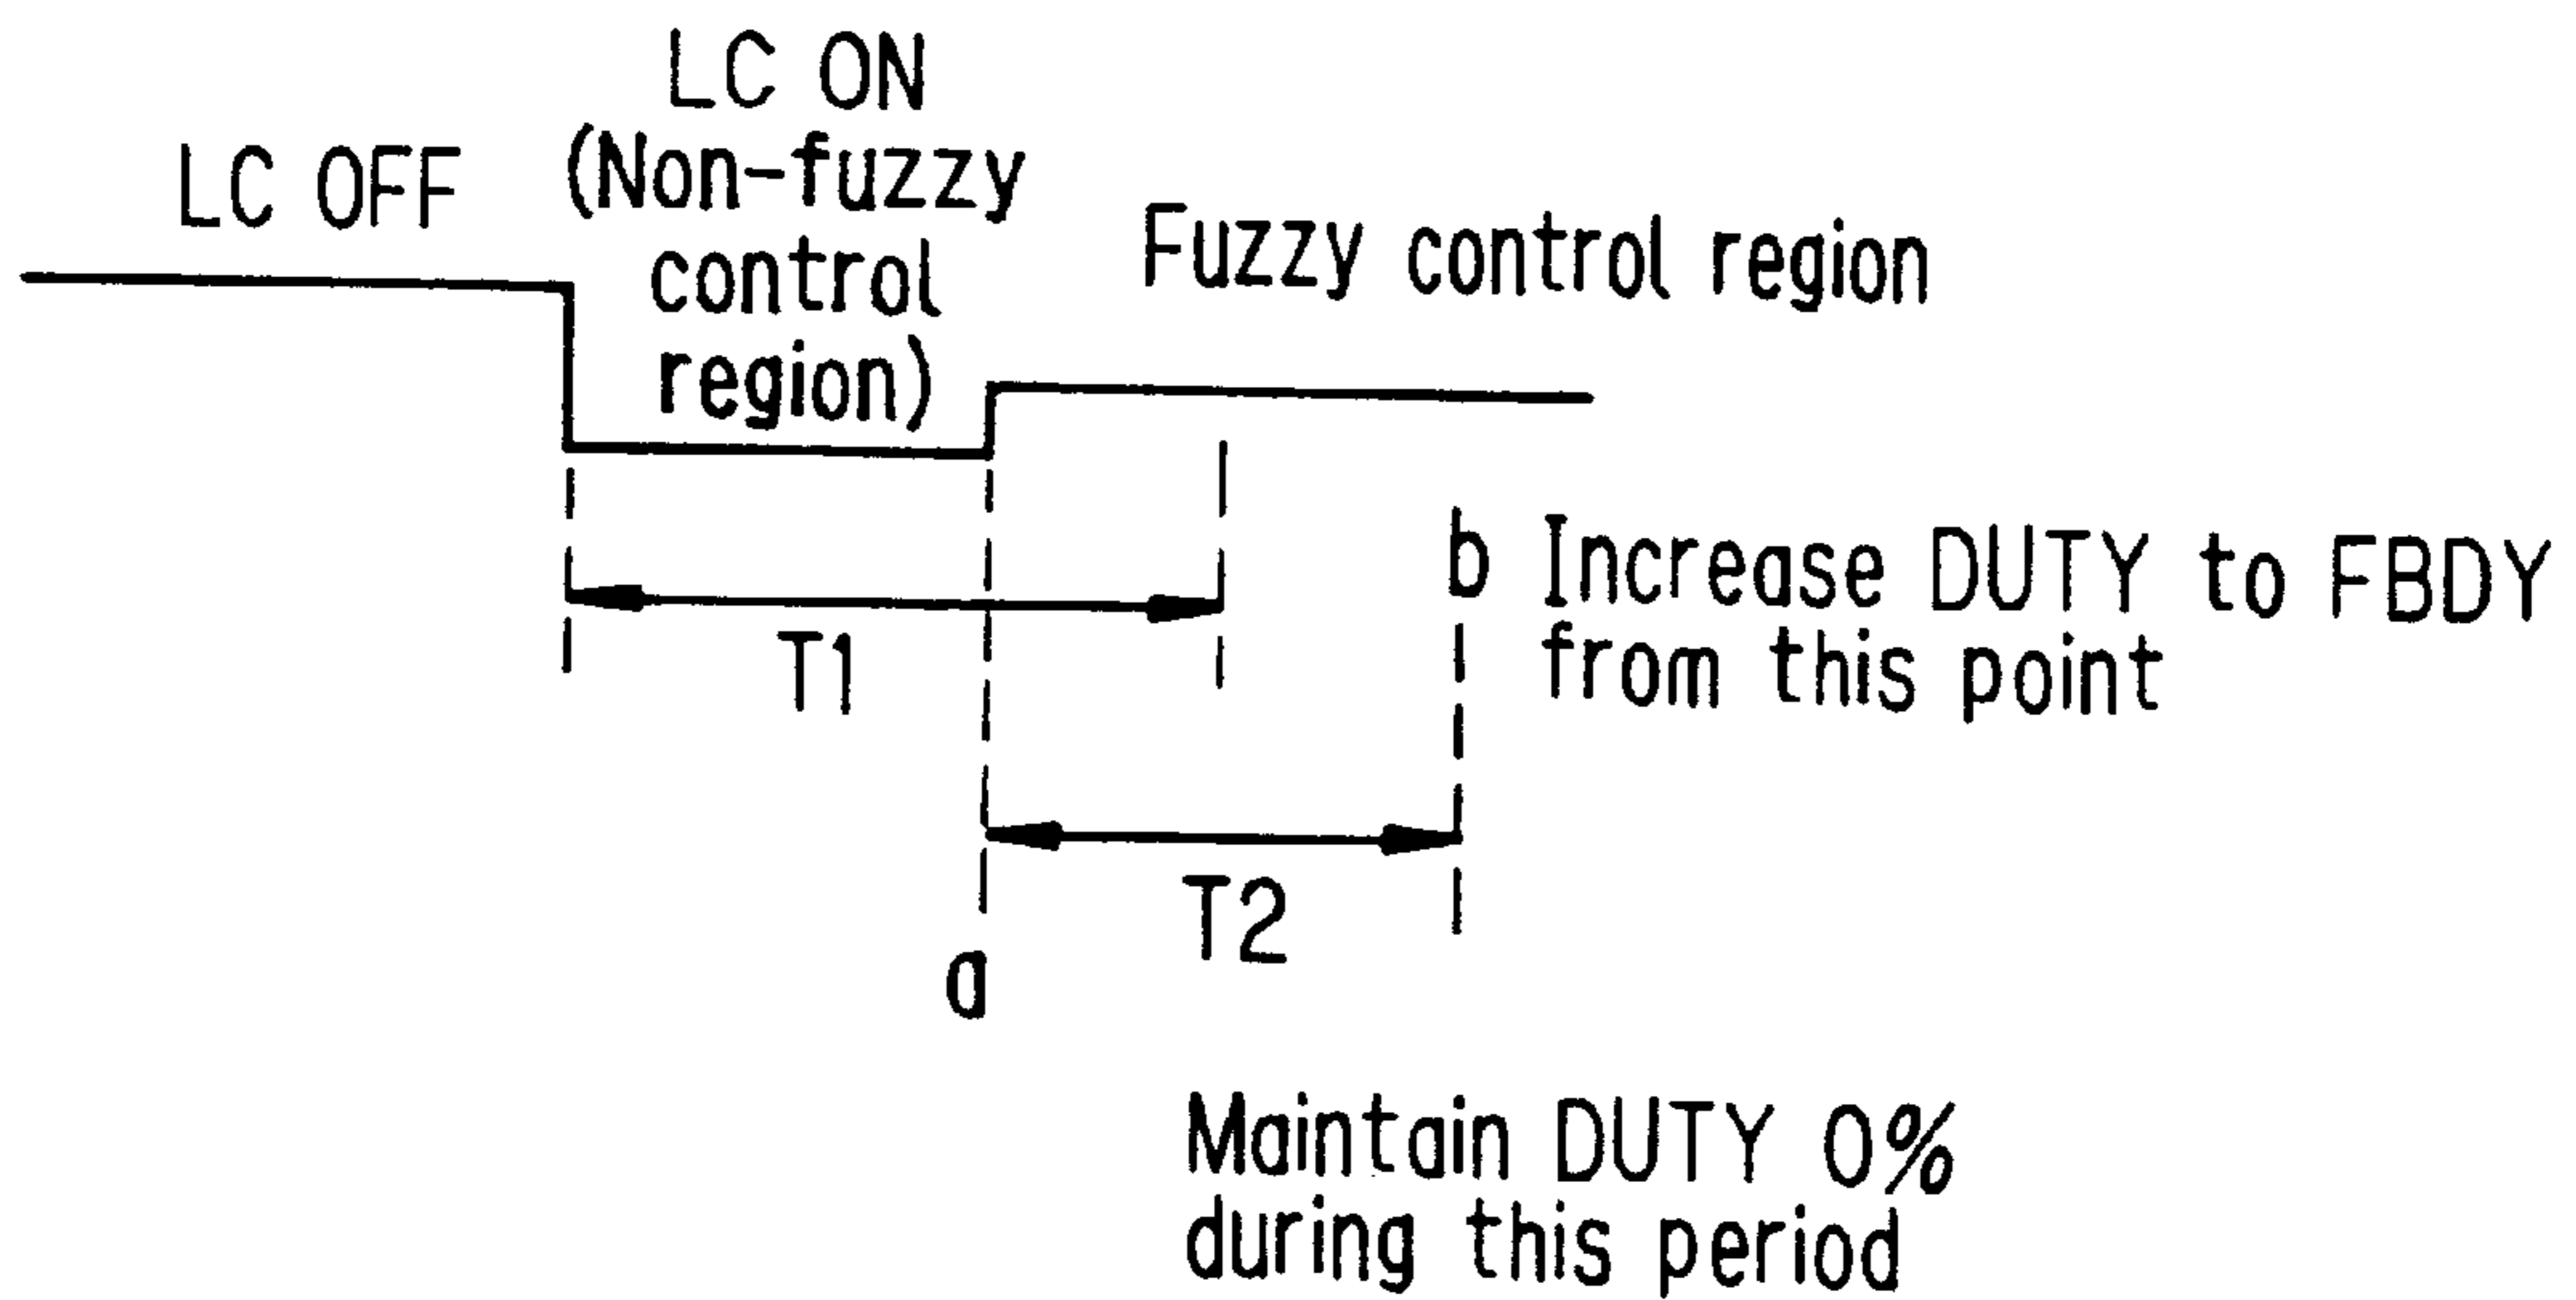 LC OFF
LC ON
(Non-fuzzy
control
region)
Fuzzy control region
T1
b Increase DUTY to FBDY
from this point
T2
a
Maintain DUTY 0%
during this period